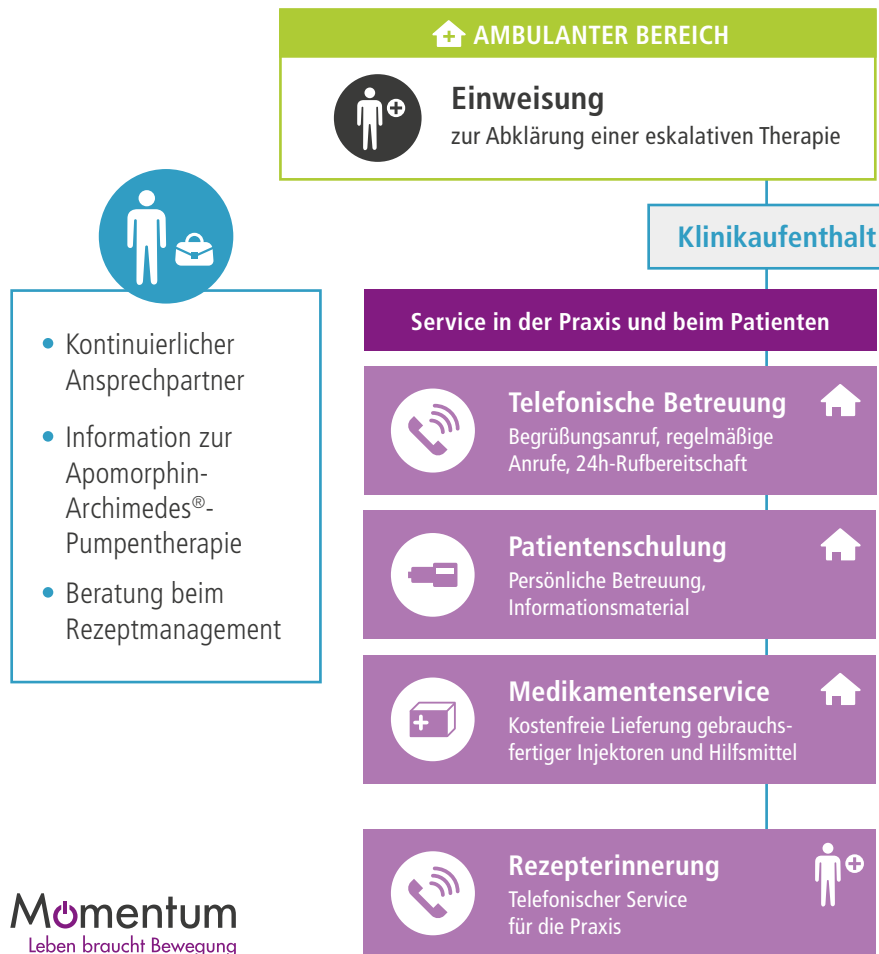 AMBULANTER BEREICH
Einweisung
zur Abklärung einer eskalativen Therapie
Klinikaufenthalt
• Kontinuierlicher
Ansprechpartner
• Information zur
Apomorphin-
Archimedes®-
Pumpentherapie
• Beratung beim
Rezeptmanagement
Service in der Praxis und beim Patienten
Telefonische Betreuung
Begrüßungsanruf, regelmäßige
Anrufe, 24h-Rufbereitschaft
Patientenschulung
Persönliche Betreuung,
Informationsmaterial
Medikamentenservice
Kostenfreie Lieferung gebrauchs-
fertiger Injektoren und Hilfsmittel
Rezepterinnerung
Telefonischer Service
für die Praxis
Momentum
Leben braucht Bewegung